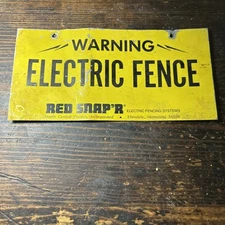 WARNING
ELECTRIC FENCE
RED SNAP'R ELECTRIC FENCING SYSTEMS